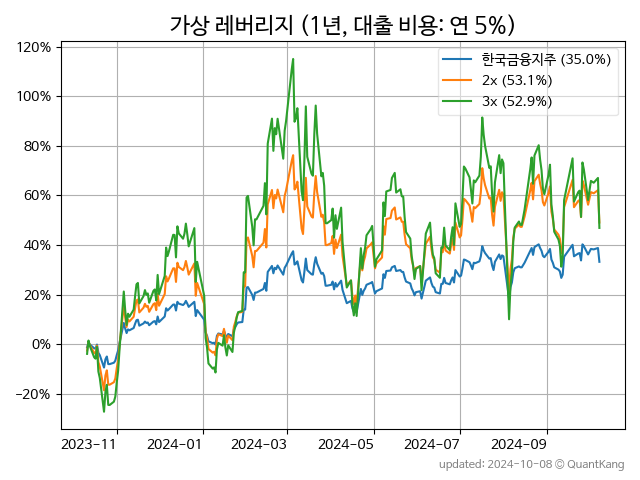 가상 레버리지 (1년, 대출 비용: 연 5%)
120%
100%
80%
60%
40%
20%
0%
−20%
한국금융지주 (35.0%)
2x (53.1%)
3x (52.9%)
2023-11 2024-01 2024-03 2024-05 2024-07 2024-09
updated: 2024-10-08 © QuantKang